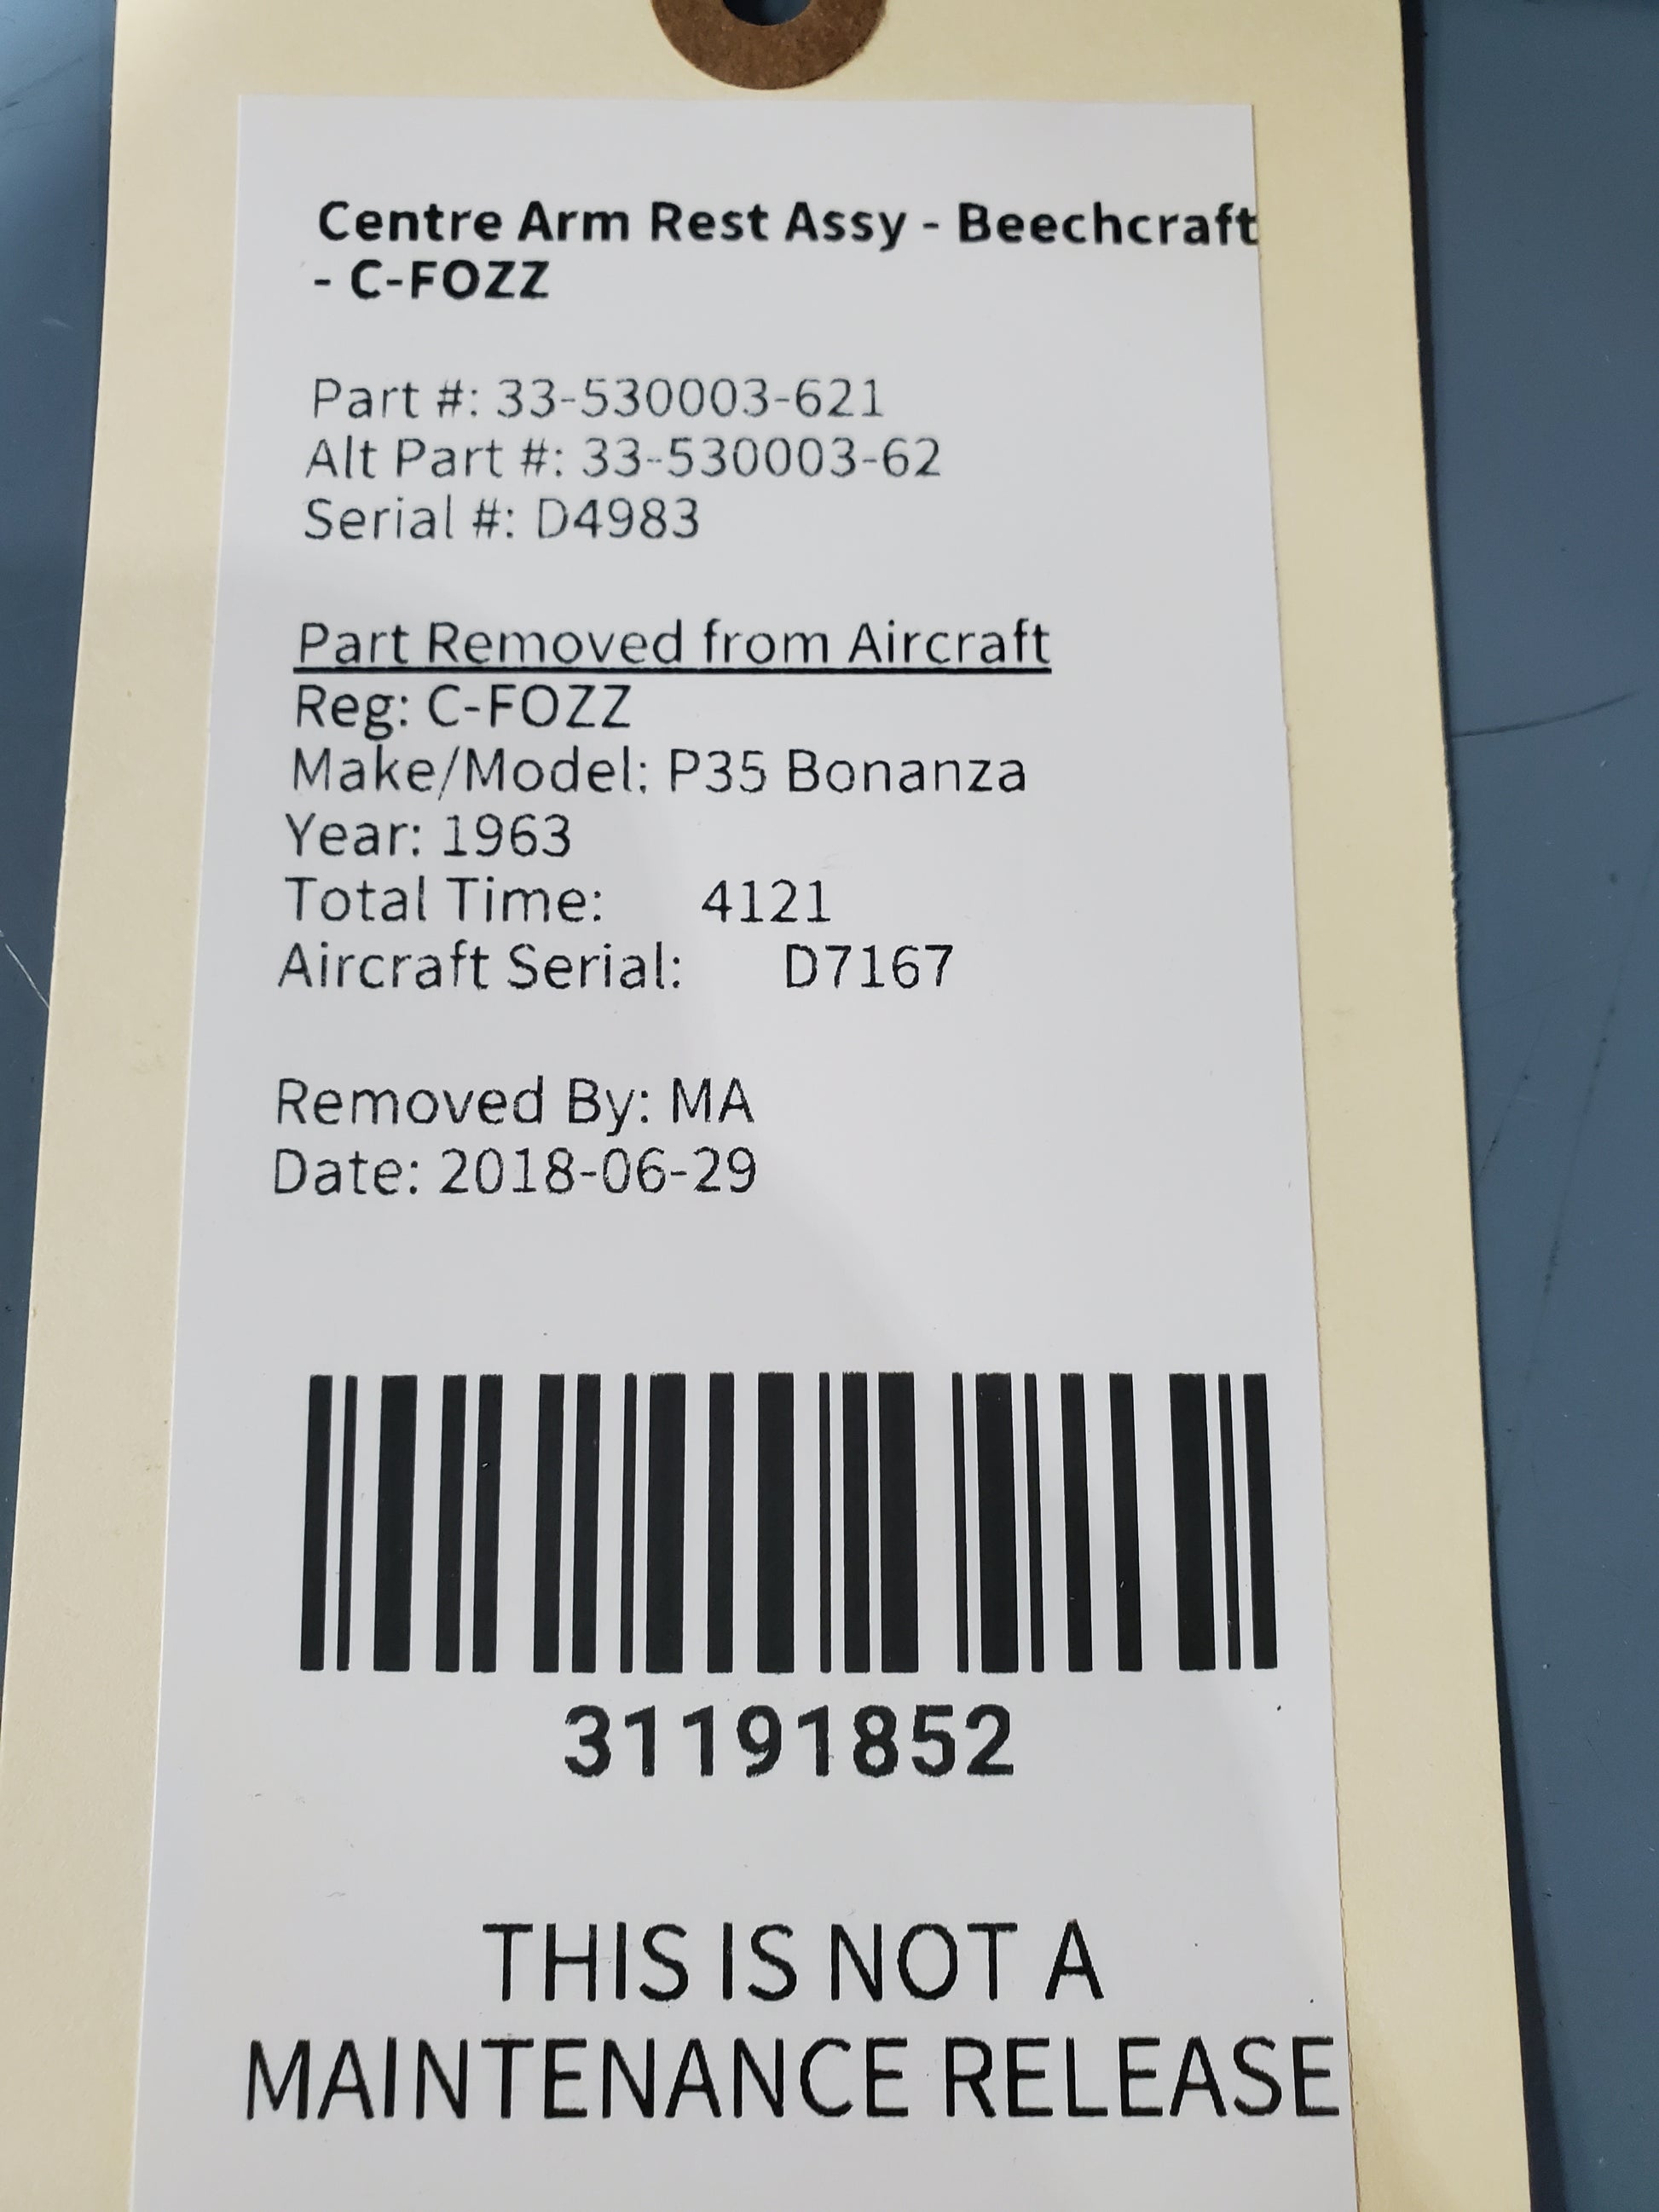 Centre Arm Rest Assy - Beechcraft
- C-FOZZ
Part #: 33-530003-621
Alt Part #: 33-530003-62
Serial #: D4983
Part Removed from Aircraft
Reg: C-FOZZ
Make/Model: P35 Bonanza
Year: 1963
Total Time: 4121
Aircraft Serial: D7167
Removed By: MA
Date: 2018-06-29
31191852
THIS IS NOT A
MAINTENANCE RELEASE